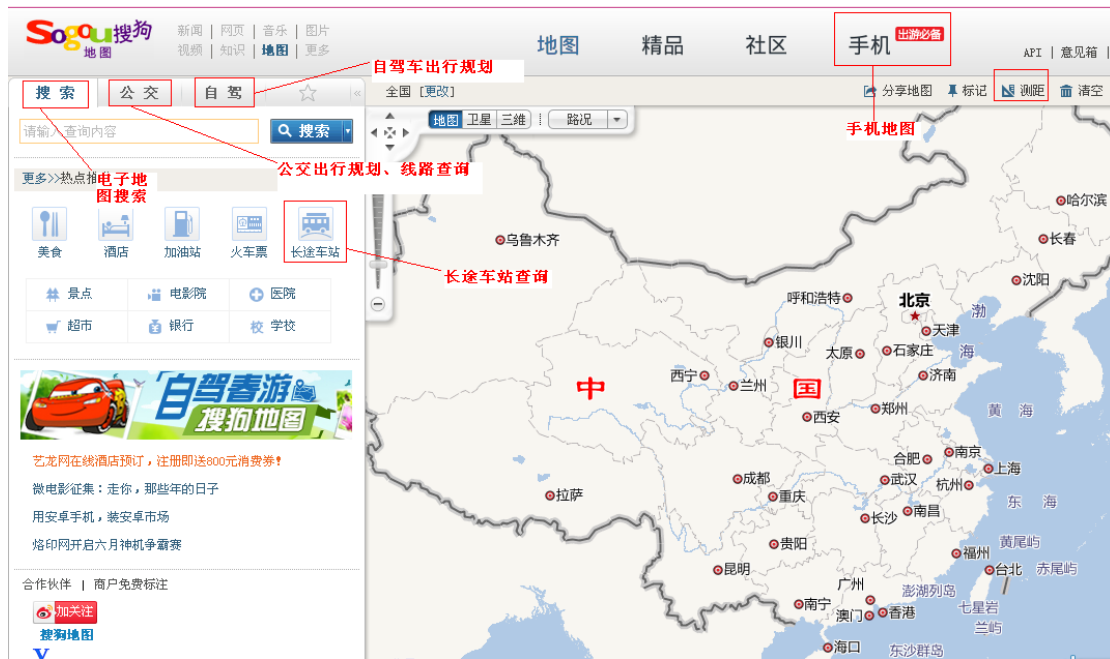 Sogou搜狗
地图
新闻 | 网页 | 音乐 | 图片
视频 | 知识 | 地图 | 更多
地图 精品 社区 手机 出游必备
API | 意见箱 |
自驾车出行规划
搜索 公交 自驾
全国 [更改]
分享地图 标记 测距 清空
请输入查询内容 搜索
地图 卫星 三维 路况
手机地图
公交出行规划、线路查询
更多>>热点推
电子地
图搜索
美食 酒店 加油站 火车票 长途车站
长途车站查询
景点 电影院 医院
超市 银行 学校
自驾春游
搜狗地图
艺龙网在线酒店预订，注册即送800元消费券!
微电影征集：走你，那些年的日子
用安卓手机，装安卓市场
烙印网开启六月神机争霸赛
合作伙伴 | 商户免费标注
加关注
搜狗地图
哈尔滨
乌鲁木齐
长春
沈阳
呼和浩特
北京
渤
天津
银川
太原
石家庄
海
西宁
兰州
济南
中 国
西安
郑州
黄 海
合肥
南京
上海
成都
武汉
杭州
拉萨
重庆
东 海
长沙
南昌
贵阳
黄尾屿
福州
昆明
台北
赤尾屿
广州
澎湖列岛
南宁
澳门
香港
七星岩
兰屿
海口
东沙群岛